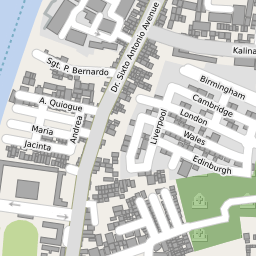 Dr. Sixto Antonio Avenue
Kalina
Sgt. P. Bernardo
Birmingham
Cambridge
A. Quiogue
London
Liverpool
Andrea
Maria
Wales
Jacinta
Edinburgh